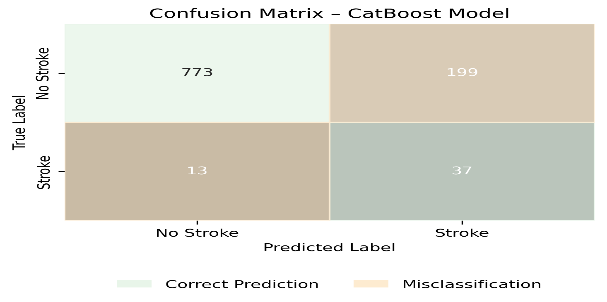 Confusion Matrix – CatBoost Model
True Label
No Stroke
773
199
Stroke
13
37
No Stroke
Stroke
Predicted Label
Correct Prediction
Misclassification